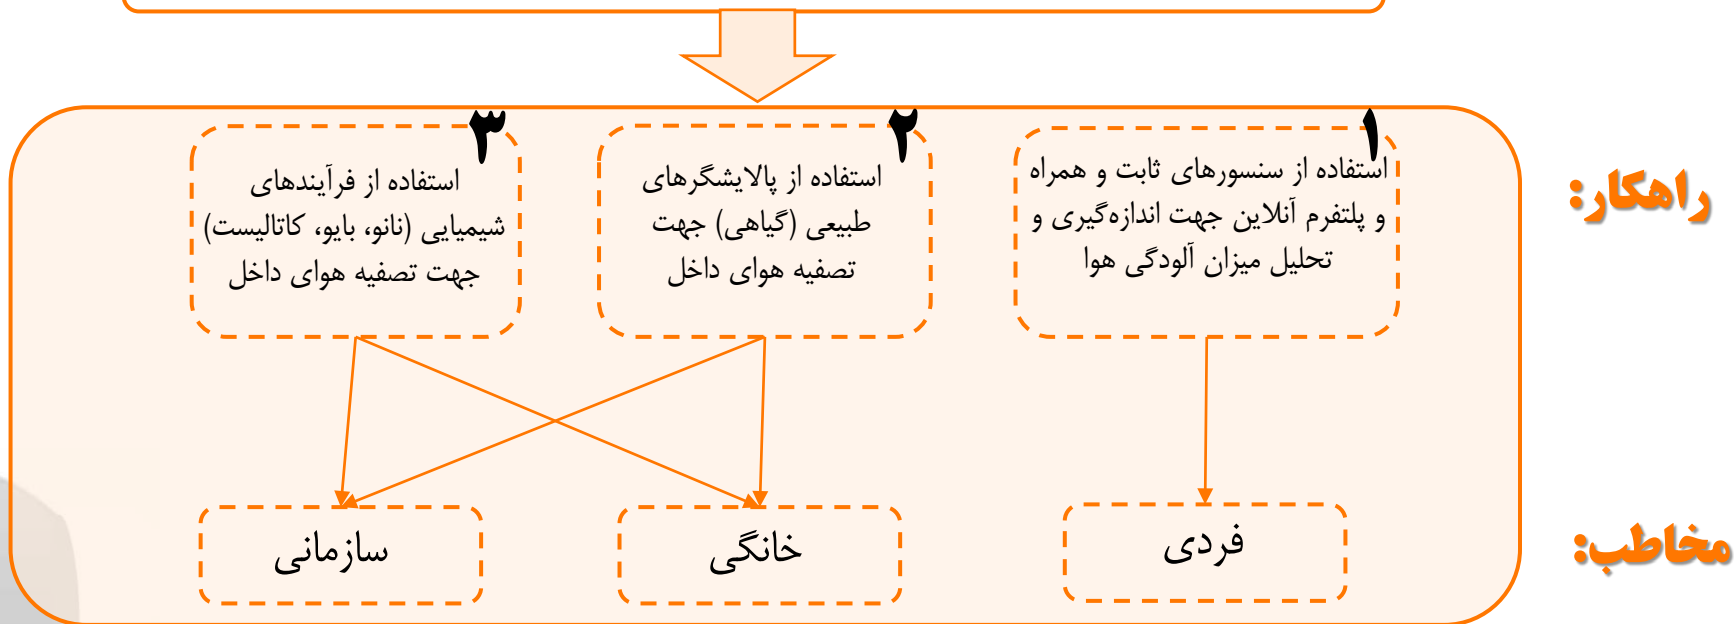 راهکار:
۱
استفاده از سنسورهای ثابت و همراه
و پلتفرم آنلاین جهت اندازه‌گیری و
تحلیل میزان آلودگی هوا
۲
استفاده از پالایشگرهای
طبیعی (گیاهی) جهت
تصفیه هوای داخل
۳
استفاده از فرآیندهای
شیمیایی (نانو، بایو، کاتالیست)
جهت تصفیه هوای داخل
مخاطب:
فردی
خانگی
سازمانی